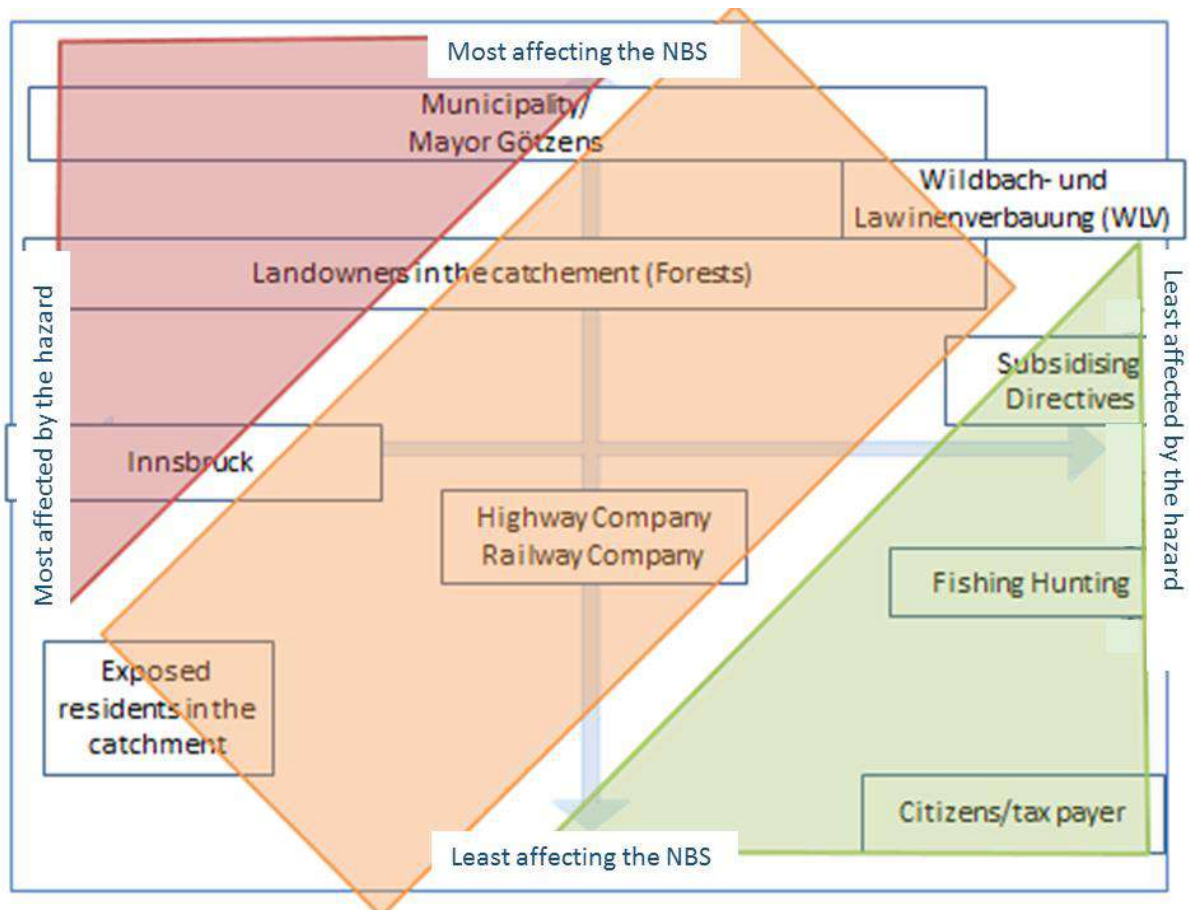 Most affecting the NBS
Municipality/
Mayor Götzens
Wildbach- und
Lawinenverbauung (WLV)
Landowners in the catchement (Forests)
Most affected by the hazard
Least affected by the hazard
Subsidising
Directives
Innsbruck
Highway Company
Railway Company
Fishing Hunting
Exposed
residents in the
catchment
Citizens/tax payer
Least affecting the NBS